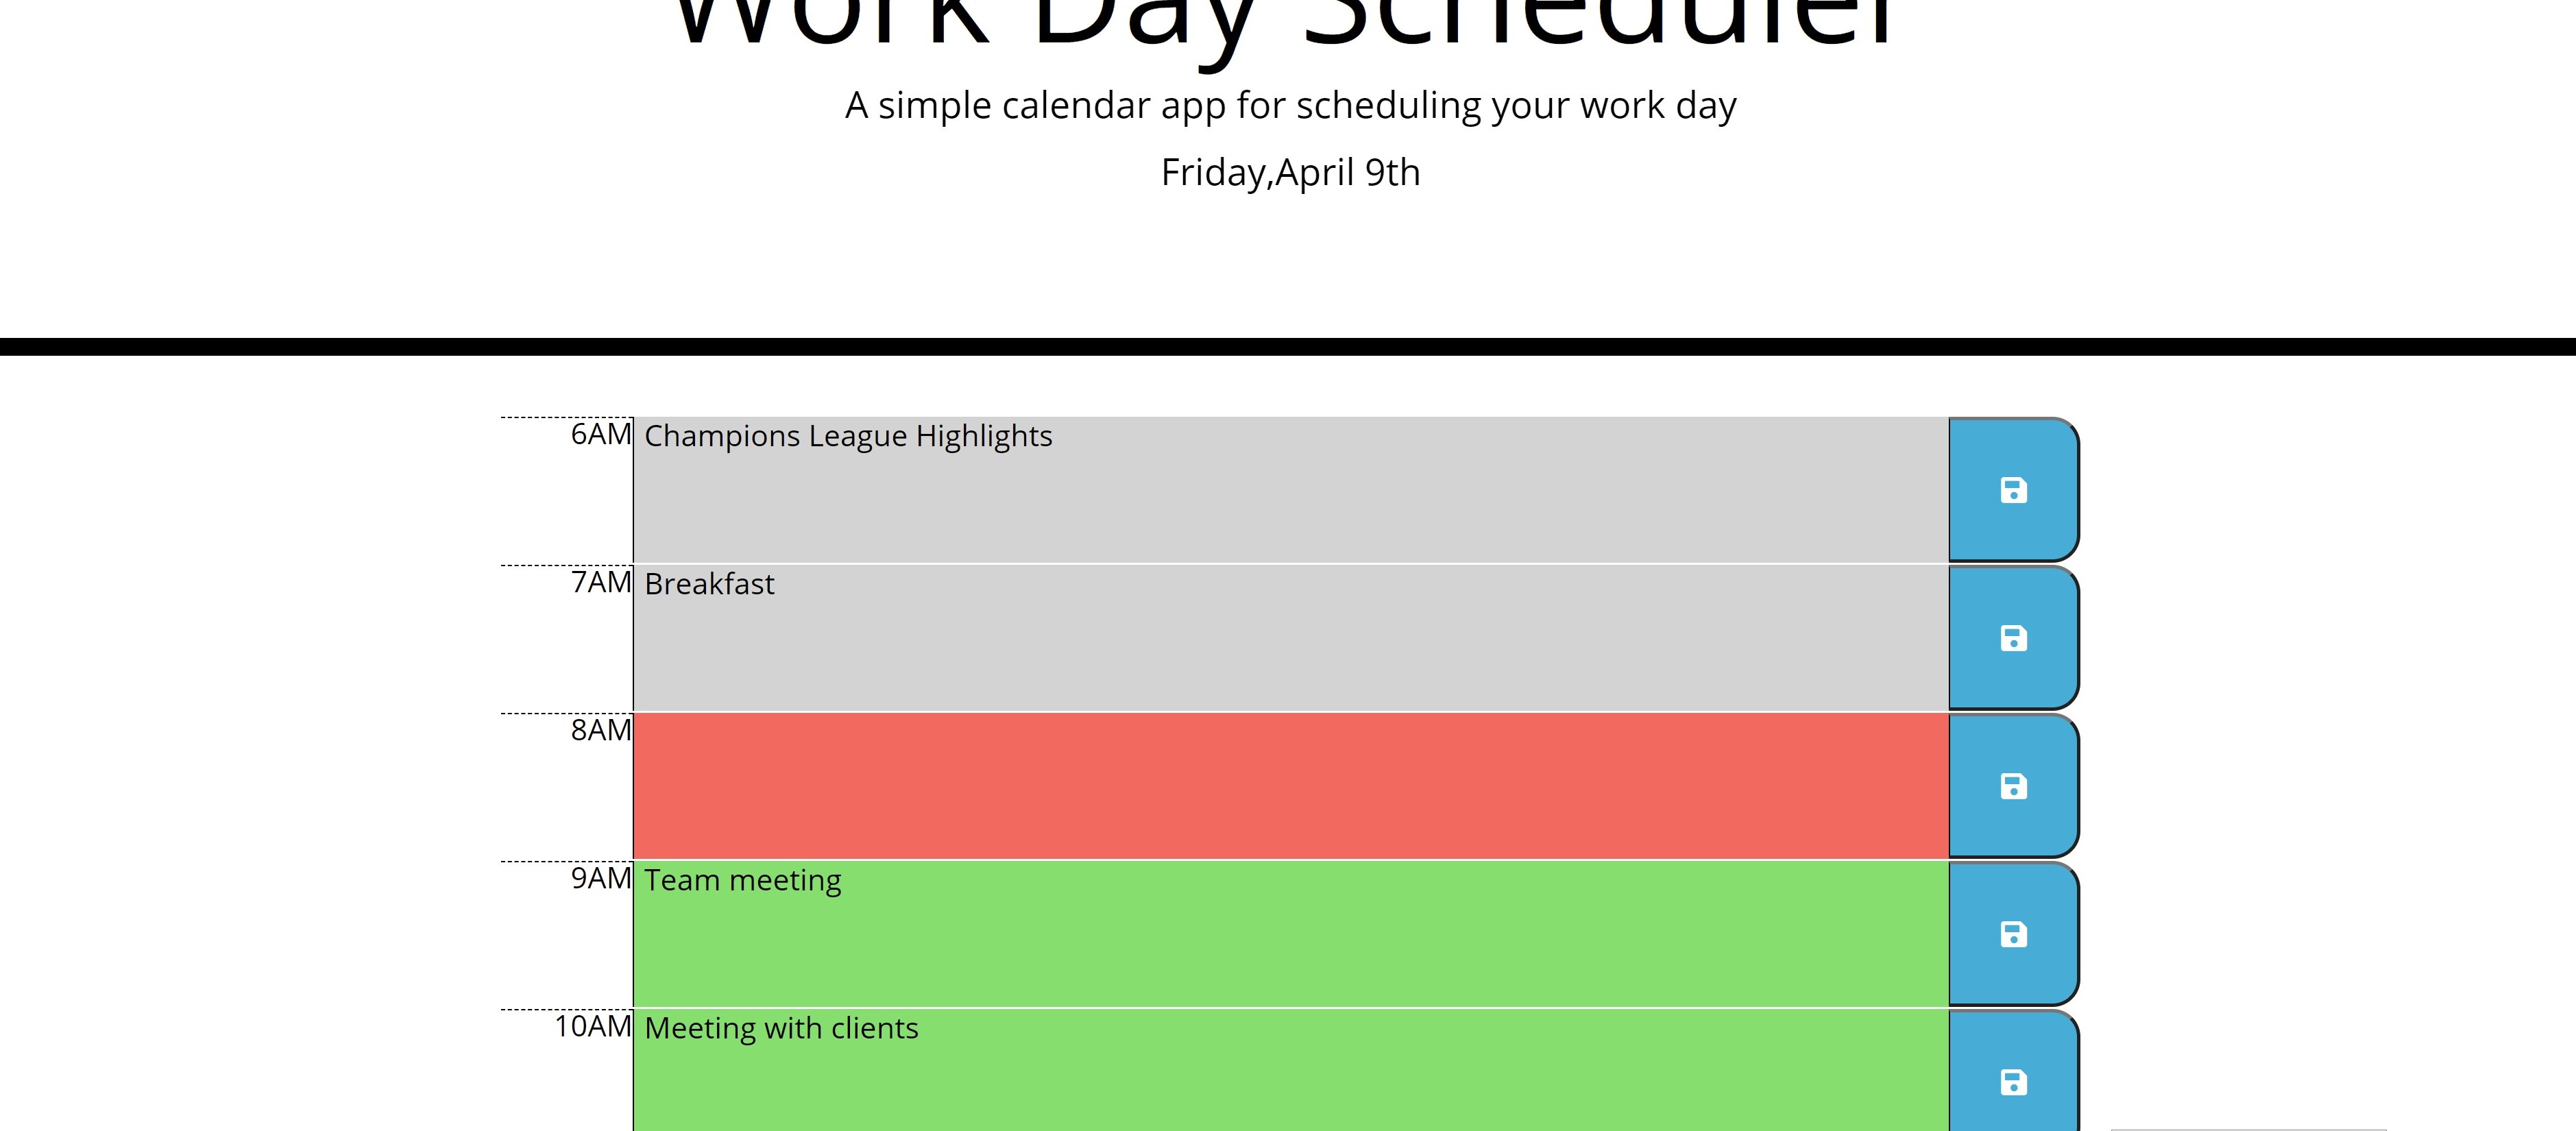 Work Day Scheduler
A simple calendar app for scheduling your work day
Friday,April 9th
6AM Champions League Highlights
7AM Breakfast
8AM
9AM Team meeting
10AM Meeting with clients